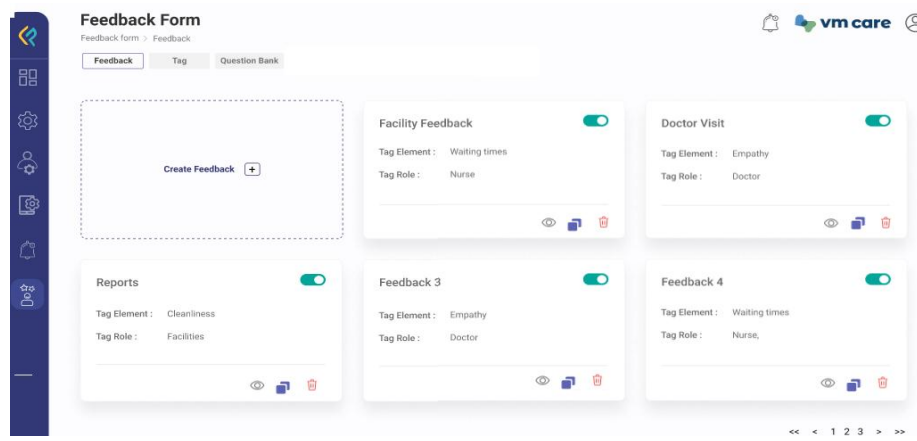 Feedback Form
vm care
Feedback form > Feedback
Feedback Tag Question Bank
Create Feedback +
Facility Feedback
Tag Element : Waiting times
Tag Role : Nurse
Doctor Visit
Tag Element : Empathy
Tag Role : Doctor
Reports
Tag Element : Cleanliness
Tag Role : Facilities
Feedback 3
Tag Element : Empathy
Tag Role : Doctor
Feedback 4
Tag Element : Waiting times
Tag Role : Nurse,
<< < 1 2 3 > >>